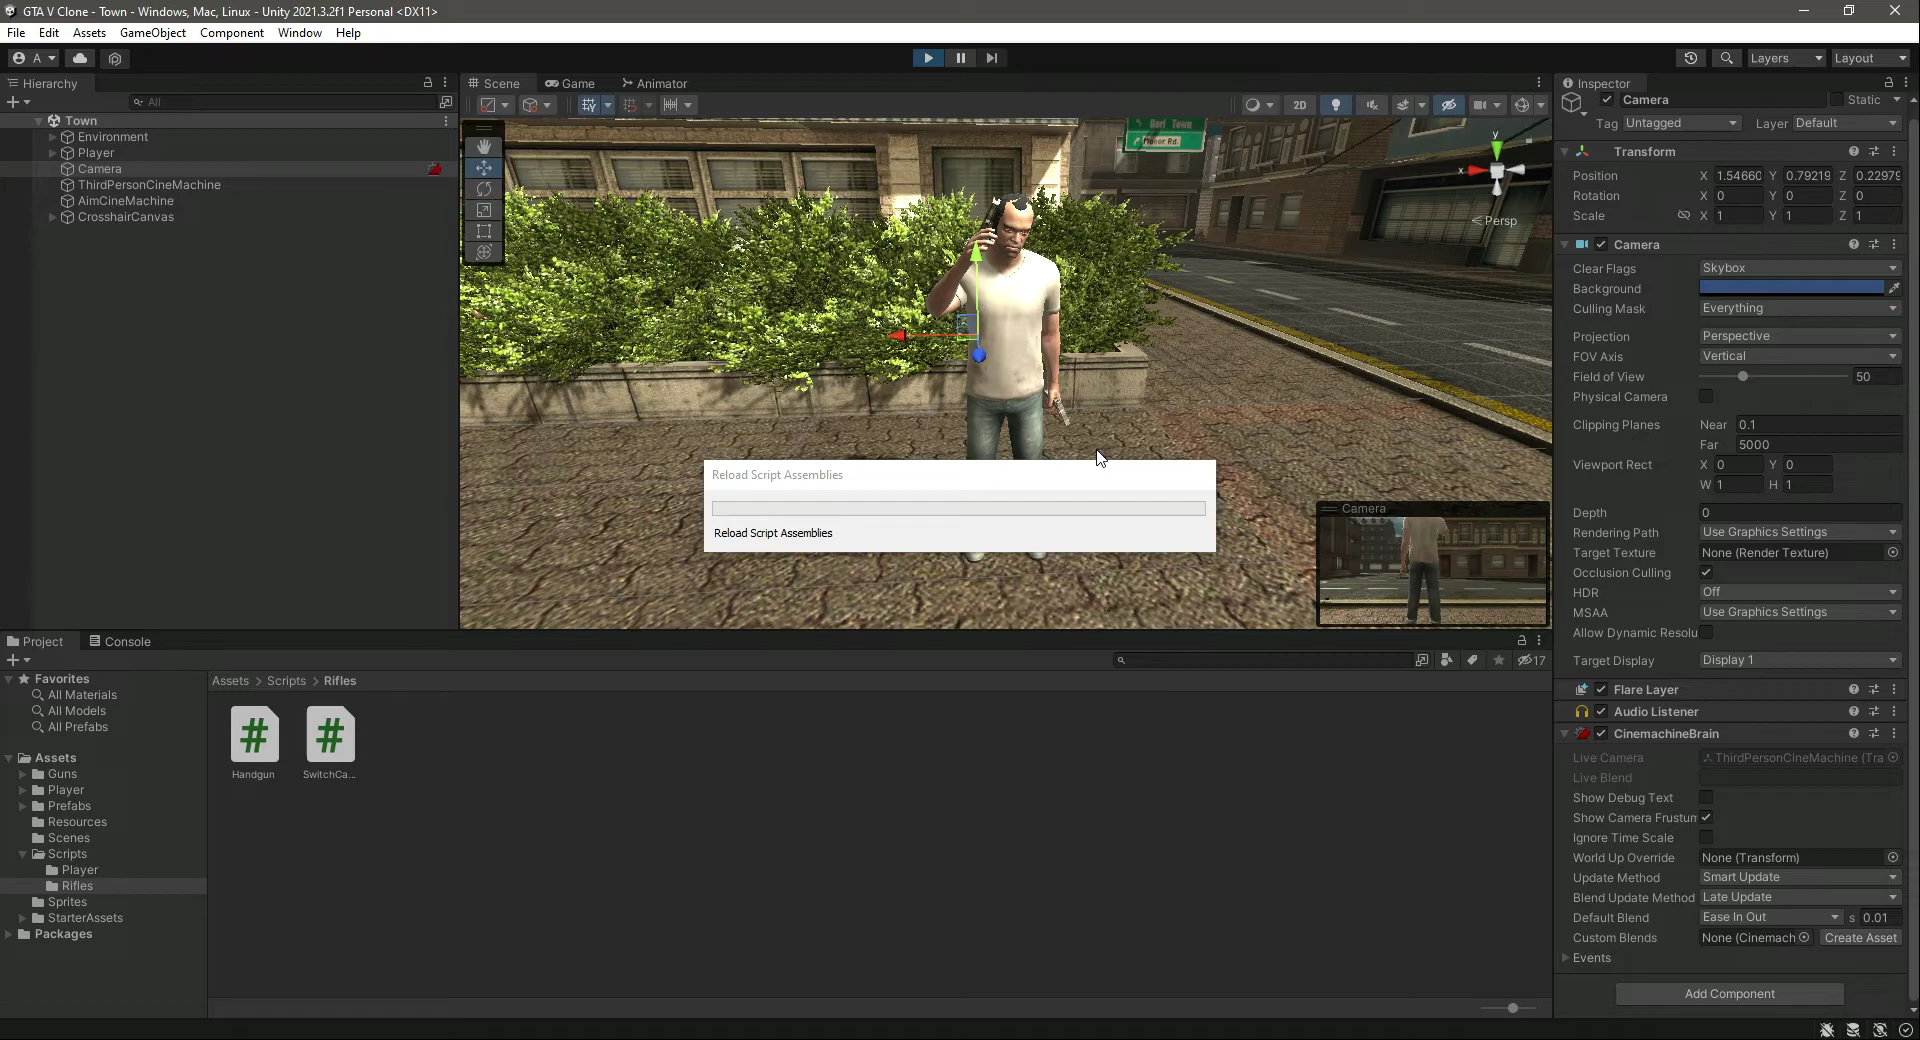 GTA V Clone - Town - Windows, Mac, Linux - Unity 2021.3.2f1 Personal <DX11>
File Edit Assets GameObject Component Window Help
A
Layers Layout
Hierarchy
All
Town
Environment
Player
Camera
ThirdPersonCineMachine
AimCineMachine
CrosshairCanvas
Scene Game Animator
2D
Town
Manor Rd.
y
x
Persp
Reload Script Assemblies
Reload Script Assemblies
Camera
Inspector
Camera Static
Tag Untagged Layer Default
Transform
Position X 1.54660 Y 0.79219 Z 0.22979
Rotation X 0 Y 0 Z 0
Scale X 1 Y 1 Z 1
Camera
Clear Flags Skybox
Background
Culling Mask Everything
Projection Perspective
FOV Axis Vertical
Field of View 50
Physical Camera
Clipping Planes Near 0.1
Far 5000
Viewport Rect X 0 Y 0
W 1 H 1
Depth 0
Rendering Path Use Graphics Settings
Target Texture None (Render Texture)
Occlusion Culling
HDR Off
MSAA Use Graphics Settings
Allow Dynamic Resolu
Target Display Display 1
Flare Layer
Audio Listener
CinemachineBrain
Live Camera ThirdPersonCineMachine (Tra
Live Blend
Show Debug Text
Show Camera Frustum
Ignore Time Scale
World Up Override None (Transform)
Update Method Smart Update
Blend Update Method Late Update
Default Blend Ease In Out s 0.01
Custom Blends None (Cinemach Create Asset
Events
Add Component
Project Console
17
Favorites
All Materials
All Models
All Prefabs
Assets
Guns
Player
Prefabs
Resources
Scenes
Scripts
Player
Rifles
Sprites
StarterAssets
Packages
Assets > Scripts > Rifles
# #
Handgun SwitchCa...